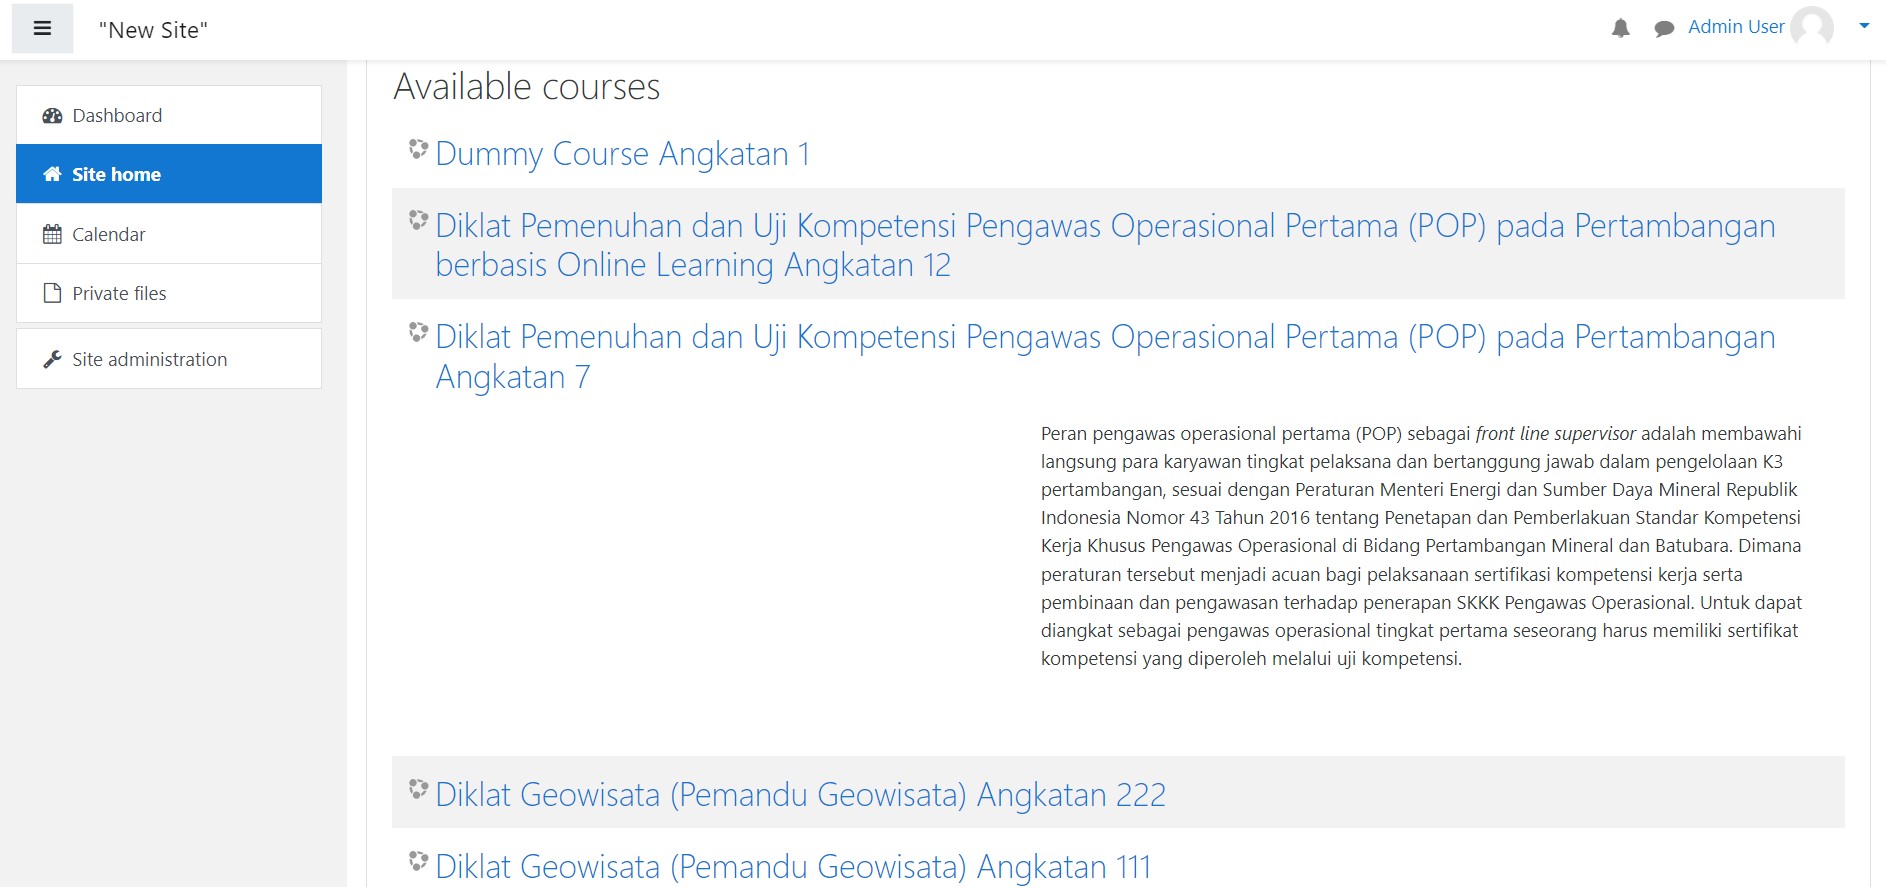 "New Site"
Admin User
Dashboard
Site home
Calendar
Private files
Site administration
Available courses
Dummy Course Angkatan 1
Diklat Pemenuhan dan Uji Kompetensi Pengawas Operasional Pertama (POP) pada Pertambangan
berbasis Online Learning Angkatan 12
Diklat Pemenuhan dan Uji Kompetensi Pengawas Operasional Pertama (POP) pada Pertambangan
Angkatan 7
Peran pengawas operasional pertama (POP) sebagai front line supervisor adalah membawahi
langsung para karyawan tingkat pelaksana dan bertanggung jawab dalam pengelolaan K3
pertambangan, sesuai dengan Peraturan Menteri Energi dan Sumber Daya Mineral Republik
Indonesia Nomor 43 Tahun 2016 tentang Penetapan dan Pemberlakuan Standar Kompetensi
Kerja Khusus Pengawas Operasional di Bidang Pertambangan Mineral dan Batubara. Dimana
peraturan tersebut menjadi acuan bagi pelaksanaan sertifikasi kompetensi kerja serta
pembinaan dan pengawasan terhadap penerapan SKKK Pengawas Operasional. Untuk dapat
diangkat sebagai pengawas operasional tingkat pertama seseorang harus memiliki sertifikat
kompetensi yang diperoleh melalui uji kompetensi.
Diklat Geowisata (Pemandu Geowisata) Angkatan 222
Diklat Geowisata (Pemandu Geowisata) Angkatan 111